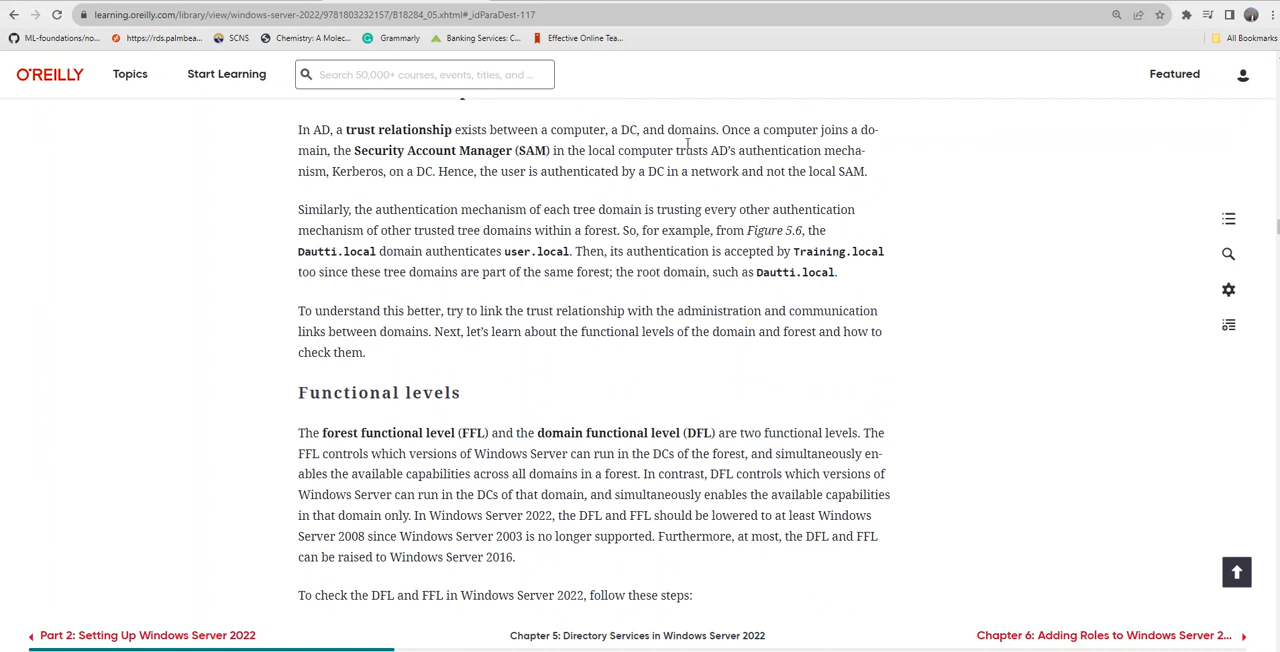 learning.oreilly.com/library/view/windows-server-2022/9781803232157/B18284_05.xhtml#_idParaDest-117
ML-foundations/no...
https://rds.palmbea...
SCNS
Chemistry: A Molec...
Grammarly
Banking Services: C...
Effective Online Tea...
All Bookmarks
O'REILLY
Topics
Start Learning
Search 50,000+ courses, events, titles, and ...
Featured
In AD, a trust relationship exists between a computer, a DC, and domains. Once a computer joins a do-
main, the Security Account Manager (SAM) in the local computer trusts AD's authentication mecha-
nism, Kerberos, on a DC. Hence, the user is authenticated by a DC in a network and not the local SAM.
Similarly, the authentication mechanism of each tree domain is trusting every other authentication
mechanism of other trusted tree domains within a forest. So, for example, from Figure 5.6, the
Dautti.local domain authenticates user.local. Then, its authentication is accepted by Training.local
too since these tree domains are part of the same forest; the root domain, such as Dautti.local.
To understand this better, try to link the trust relationship with the administration and communication
links between domains. Next, let's learn about the functional levels of the domain and forest and how to
check them.
Functional levels
The forest functional level (FFL) and the domain functional level (DFL) are two functional levels. The
FFL controls which versions of Windows Server can run in the DCs of the forest, and simultaneously en-
ables the available capabilities across all domains in a forest. In contrast, DFL controls which versions of
Windows Server can run in the DCs of that domain, and simultaneously enables the available capabilities
in that domain only. In Windows Server 2022, the DFL and FFL should be lowered to at least Windows
Server 2008 since Windows Server 2003 is no longer supported. Furthermore, at most, the DFL and FFL
can be raised to Windows Server 2016.
To check the DFL and FFL in Windows Server 2022, follow these steps:
Part 2: Setting Up Windows Server 2022
Chapter 5: Directory Services in Windows Server 2022
Chapter 6: Adding Roles to Windows Server 2...